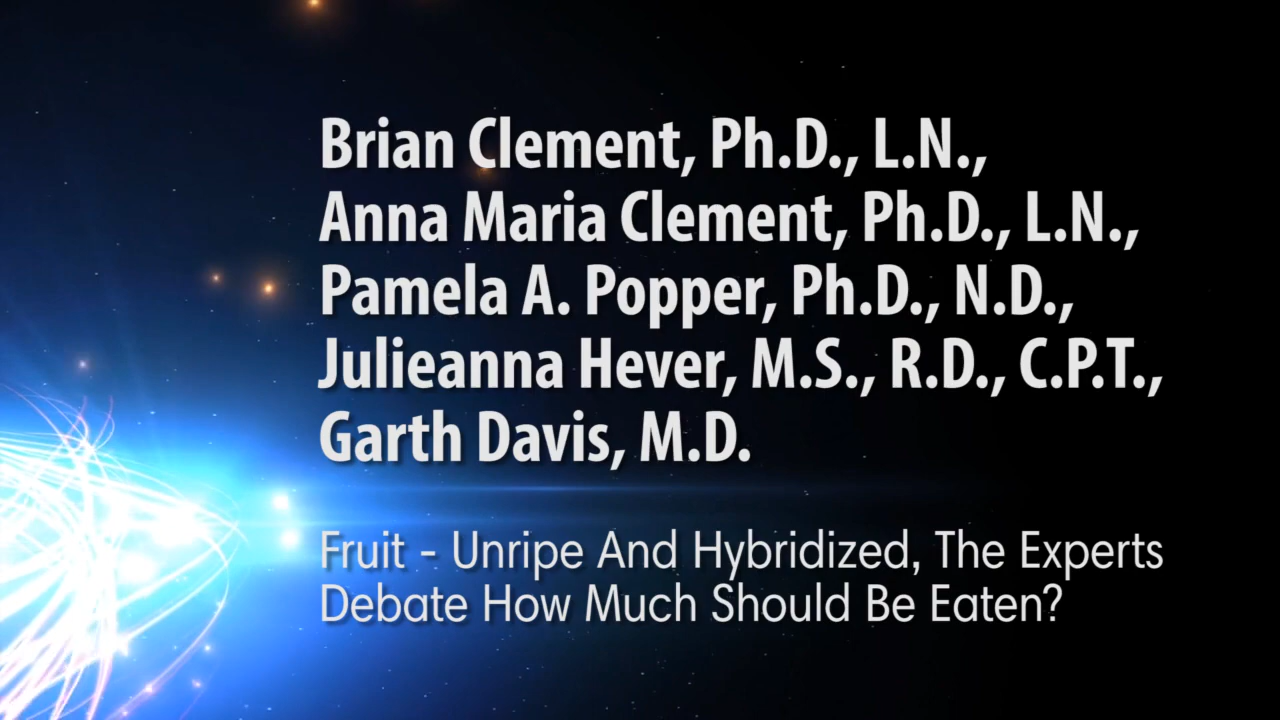 Brian Clement, Ph.D., L.N.,
Anna Maria Clement, Ph.D., L.N.,
Pamela A. Popper, Ph.D., N.D.,
Julieanna Hever, M.S., R.D., C.P.T.,
Garth Davis, M.D.
Fruit - Unripe And Hybridized, The Experts
Debate How Much Should Be Eaten?